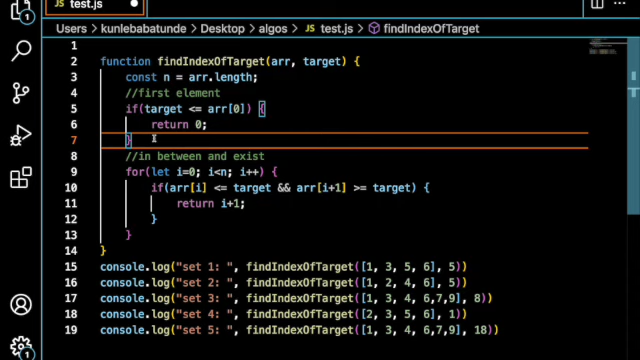 test.js
Users > kunlebabatunde > Desktop > algos > JS test.js > findIndexOfTarget
1
2 function findIndexOfTarget(arr, target) {
3 const n = arr.length;
4 //first element
5 if(target <= arr[0]) {
6 return 0;
7 }
8 //in between and exist
9 for(let i=0; i<n; i++) {
10 if(arr[i] <= target && arr[i+1] >= target) {
11 return i+1;
12 }
13 }
14 }
15 console.log("set 1: ", findIndexOfTarget([1, 3, 5, 6], 5))
16 console.log("set 2: ", findIndexOfTarget([1, 2, 4, 6], 5))
17 console.log("set 3: ", findIndexOfTarget([1, 3, 4, 6,7,9], 8))
18 console.log("set 4: ", findIndexOfTarget([2, 3, 5, 6], 1))
19 console.log("set 5: ", findIndexOfTarget([1, 3, 4, 6,7,9], 18))
1
1